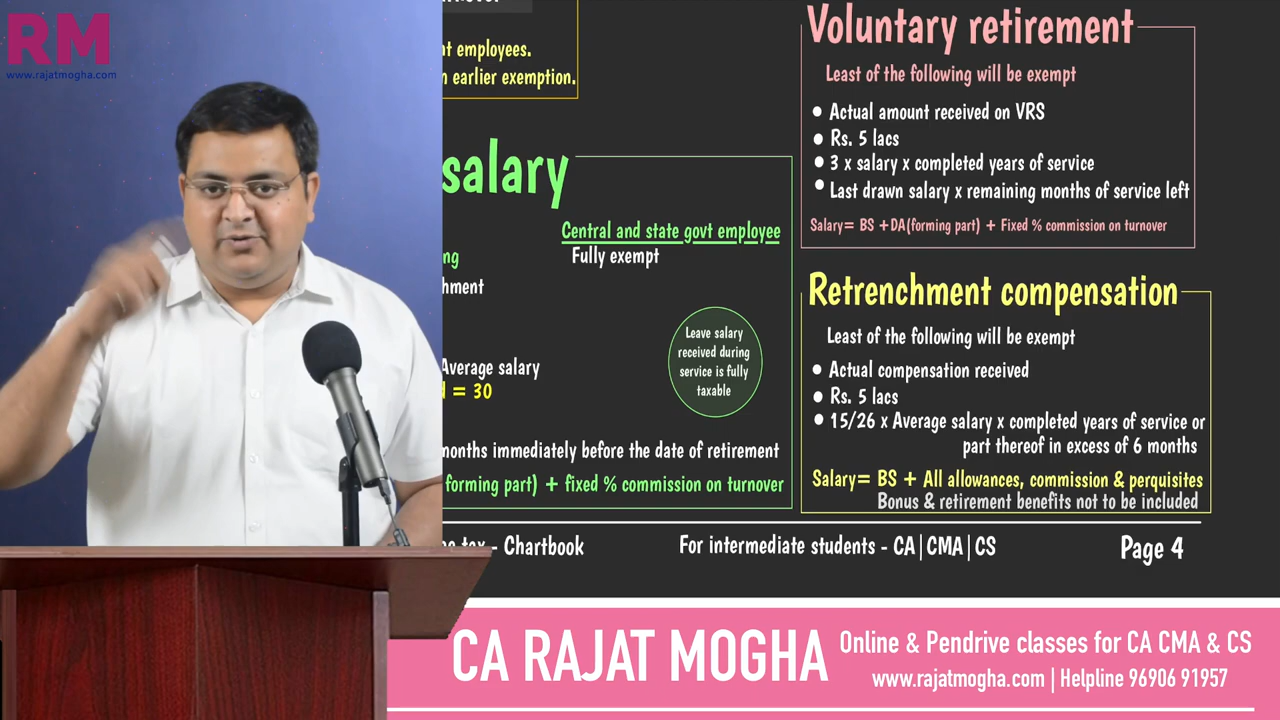 RM
www.rajatmogha.com
t employees.
n earlier exemption.
salary
Central and state govt employee
Fully exempt
ng
hment
Leave salary
received during
service is fully
taxable
Average salary
= 30
months immediately before the date of retirement
forming part) + fixed % commission on turnover
Voluntary retirement
Least of the following will be exempt
• Actual amount received on VRS
• Rs. 5 lacs
• 3 x salary x completed years of service
• Last drawn salary x remaining months of service left
Salary= BS +DA(forming part) + Fixed % commission on turnover
Retrenchment compensation
Least of the following will be exempt
• Actual compensation received
• Rs. 5 lacs
• 15/26 x Average salary x completed years of service or
part thereof in excess of 6 months
Salary= BS + All allowances, commission & perquisites
Bonus & retirement benefits not to be included
tax - Chartbook
For intermediate students - CA|CMA|CS
Page 4
CA RAJAT MOGHA
Online & Pendrive classes for CA CMA & CS
www.rajatmogha.com | Helpline 96906 91957